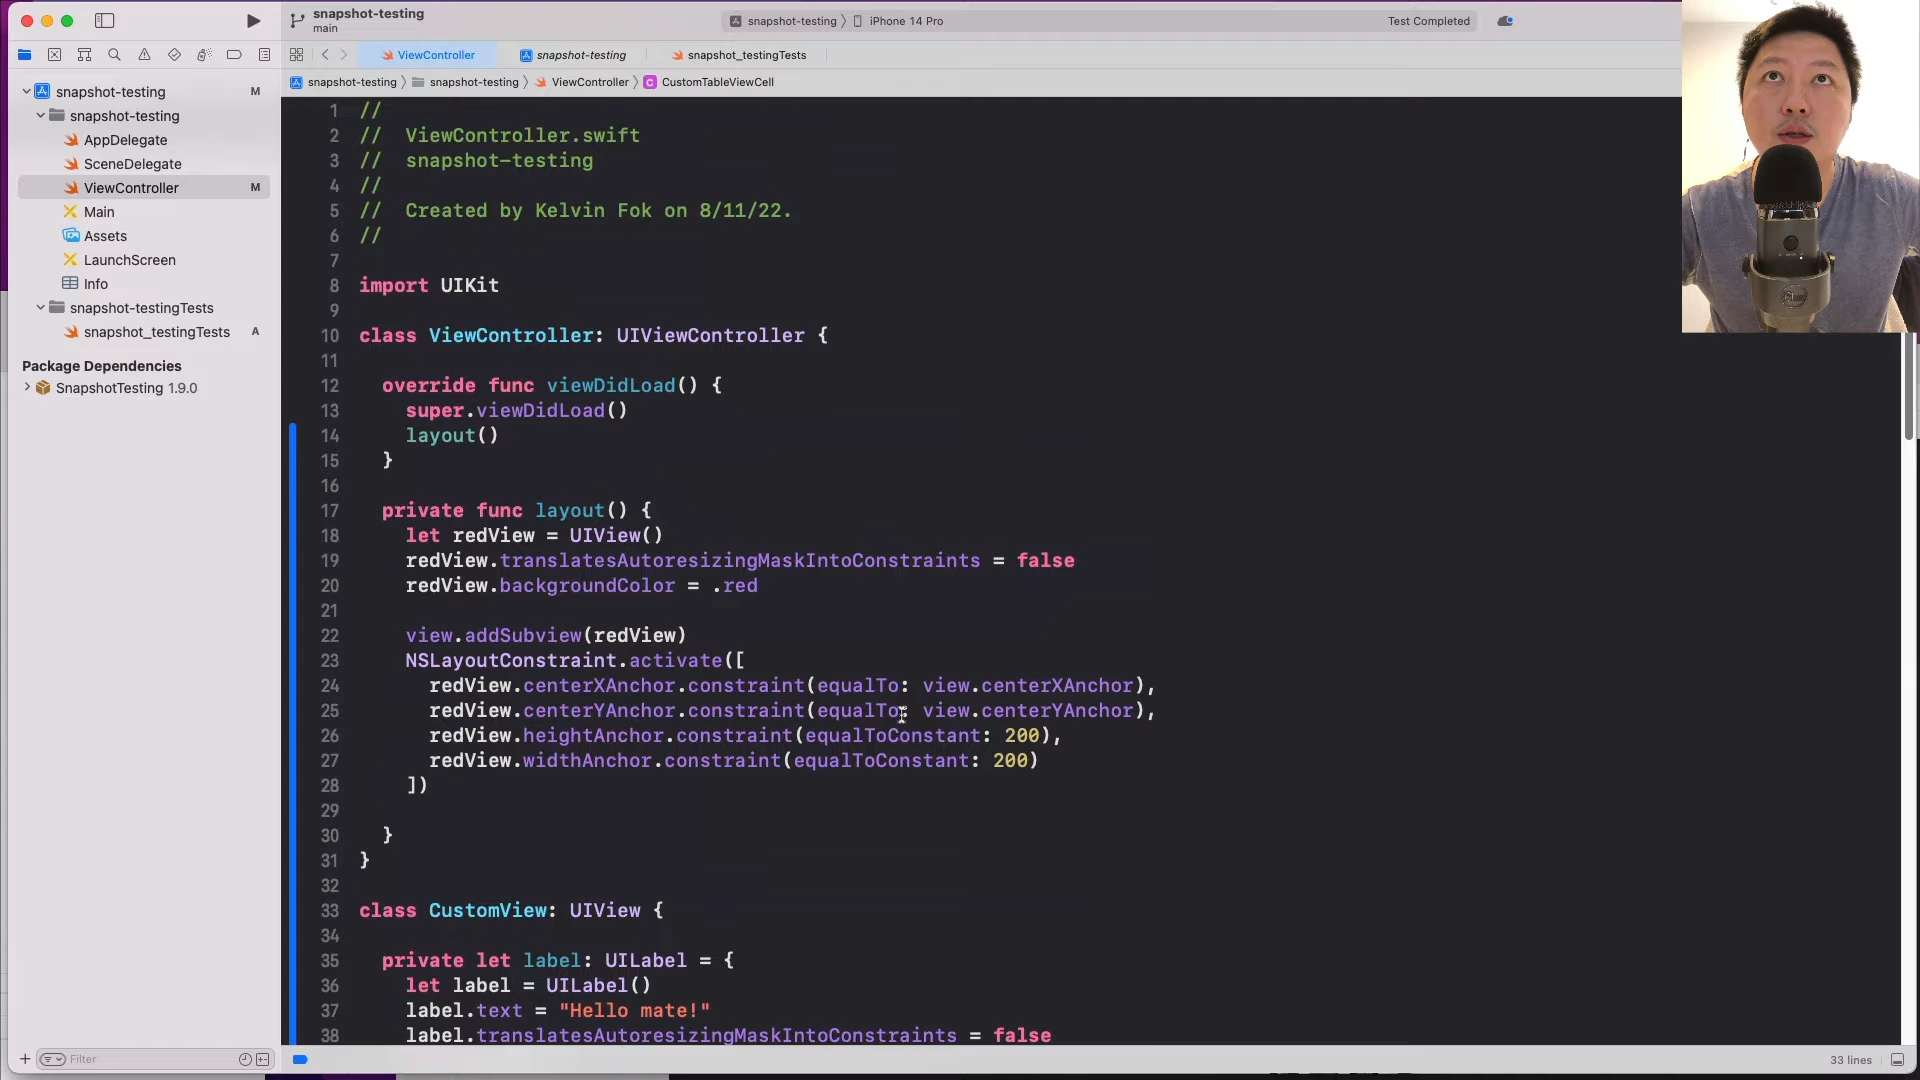 snapshot-testing
main
snapshot-testing 〉 iPhone 14 Pro
Test Completed
ViewController
snapshot-testing
snapshot_testingTests
snapshot-testing 〉 snapshot-testing 〉 ViewController 〉 C CustomTableViewCell
snapshot-testing M
snapshot-testing
AppDelegate
SceneDelegate
ViewController M
Main
Assets
LaunchScreen
Info
snapshot-testingTests
snapshot_testingTests A
Package Dependencies
SnapshotTesting 1.9.0
1 //
2 //  ViewController.swift
3 //  snapshot-testing
4 //
5 //  Created by Kelvin Fok on 8/11/22.
6 //
7
8 import UIKit
9
10 class ViewController: UIViewController {
11
12   override func viewDidLoad() {
13     super.viewDidLoad()
14     layout()
15   }
16
17   private func layout() {
18     let redView = UIView()
19     redView.translatesAutoresizingMaskIntoConstraints = false
20     redView.backgroundColor = .red
21
22     view.addSubview(redView)
23     NSLayoutConstraint.activate([
24       redView.centerXAnchor.constraint(equalTo: view.centerXAnchor),
25       redView.centerYAnchor.constraint(equalTo: view.centerYAnchor),
26       redView.heightAnchor.constraint(equalToConstant: 200),
27       redView.widthAnchor.constraint(equalToConstant: 200)
28     ])
29
30   }
31 }
32
33 class CustomView: UIView {
34
35   private let label: UILabel = {
36     let label = UILabel()
37     label.text = "Hello mate!"
38     label.translatesAutoresizingMaskIntoConstraints = false
Filter
33 lines